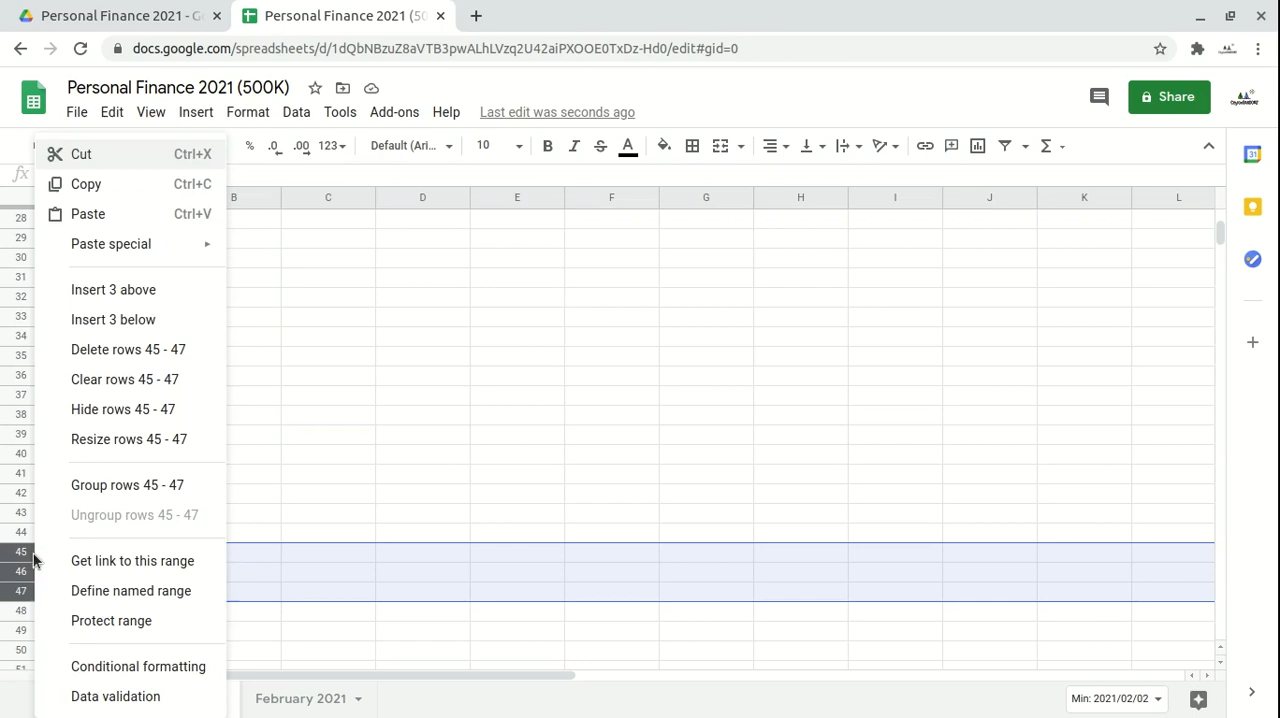 Personal Finance 2021 - G
Personal Finance 2021 (50
docs.google.com/spreadsheets/d/1dQbNBzuZ8aVTB3pwALhLVzq2U42aiPXOOE0TxDz-Hd0/edit#gid=0
Personal Finance 2021 (500K)
Share
File Edit View Insert Format Data Tools Add-ons Help Last edit was seconds ago
% .0 .00 123 Default (Ari... 10 B I S A Σ
fx
B C D E F G H I J K L
Cut Ctrl+X
Copy Ctrl+C
Paste Ctrl+V
Paste special
Insert 3 above
Insert 3 below
Delete rows 45 - 47
Clear rows 45 - 47
Hide rows 45 - 47
Resize rows 45 - 47
Group rows 45 - 47
Ungroup rows 45 - 47
Get link to this range
Define named range
Protect range
Conditional formatting
Data validation
28
29
30
31
32
33
34
35
36
37
38
39
40
41
42
43
44
45
46
47
48
49
50
51
31
February 2021
Min: 2021/02/02